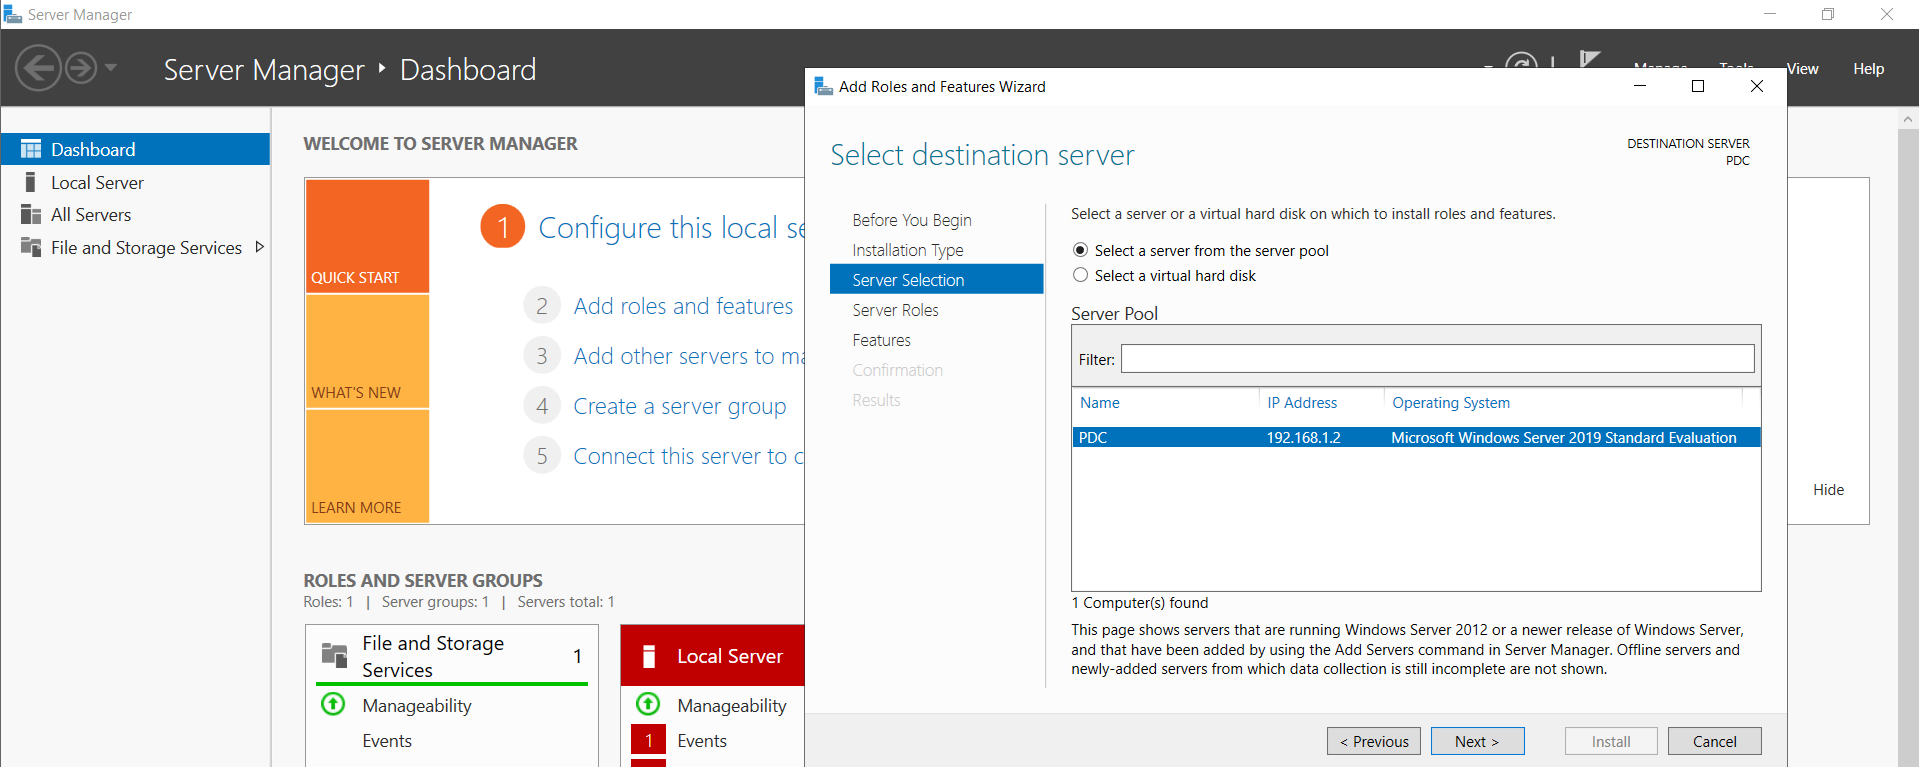 Server Manager
Server Manager ‣ Dashboard
Manage Tools View Help
Dashboard
Local Server
All Servers
File and Storage Services
WELCOME TO SERVER MANAGER
QUICK START
WHAT'S NEW
LEARN MORE
1 Configure this local se
2 Add roles and features
3 Add other servers to ma
4 Create a server group
5 Connect this server to c
Hide
ROLES AND SERVER GROUPS
Roles: 1 | Server groups: 1 | Servers total: 1
File and Storage
Services 1
Manageability
Events
Local Server
Manageability
1 Events
Add Roles and Features Wizard
Select destination server
DESTINATION SERVER
PDC
Before You Begin
Installation Type
Server Selection
Server Roles
Features
Confirmation
Results
Select a server or a virtual hard disk on which to install roles and features.
Select a server from the server pool
Select a virtual hard disk
Server Pool
Filter:
Name IP Address Operating System
PDC 192.168.1.2 Microsoft Windows Server 2019 Standard Evaluation
1 Computer(s) found
This page shows servers that are running Windows Server 2012 or a newer release of Windows Server,
and that have been added by using the Add Servers command in Server Manager. Offline servers and
newly-added servers from which data collection is still incomplete are not shown.
< Previous Next > Install Cancel